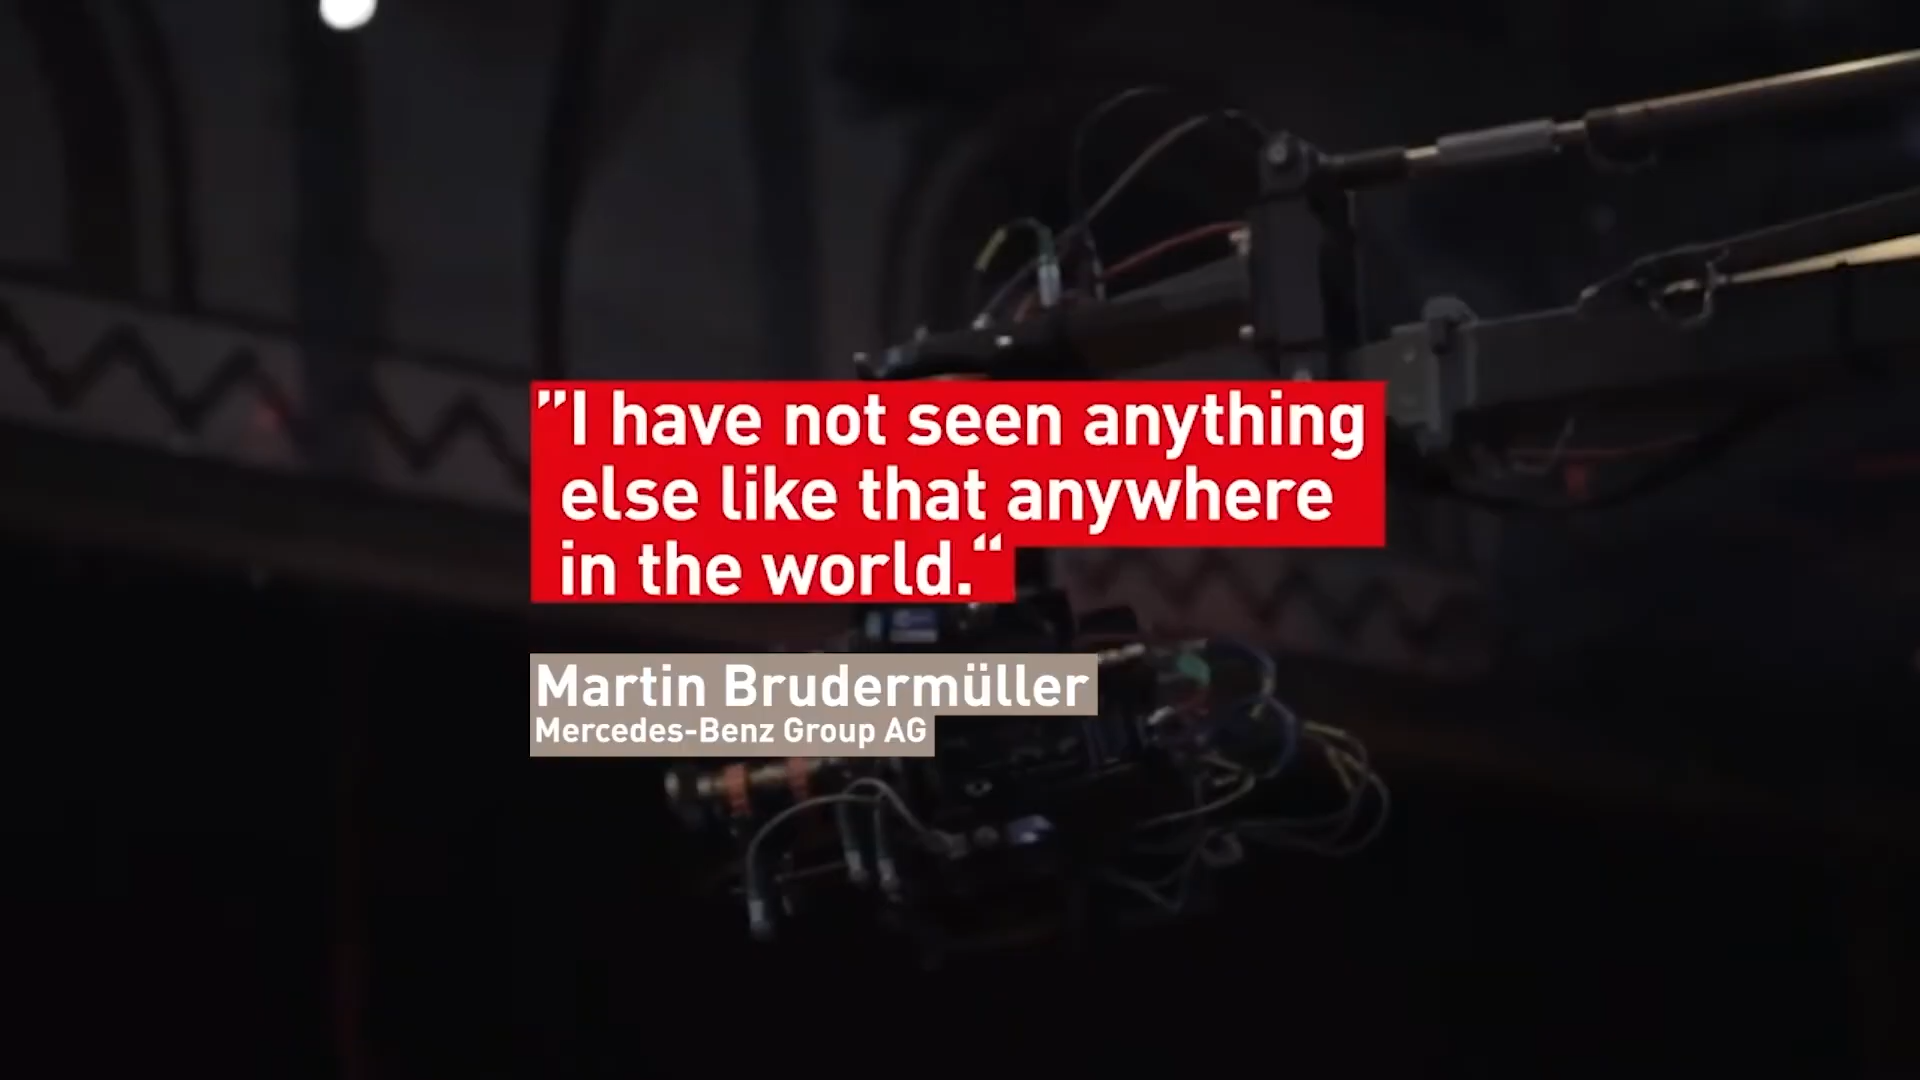 ”I have not seen anything
else like that anywhere
in the world.“
Martin Brudermüller
Mercedes-Benz Group AG